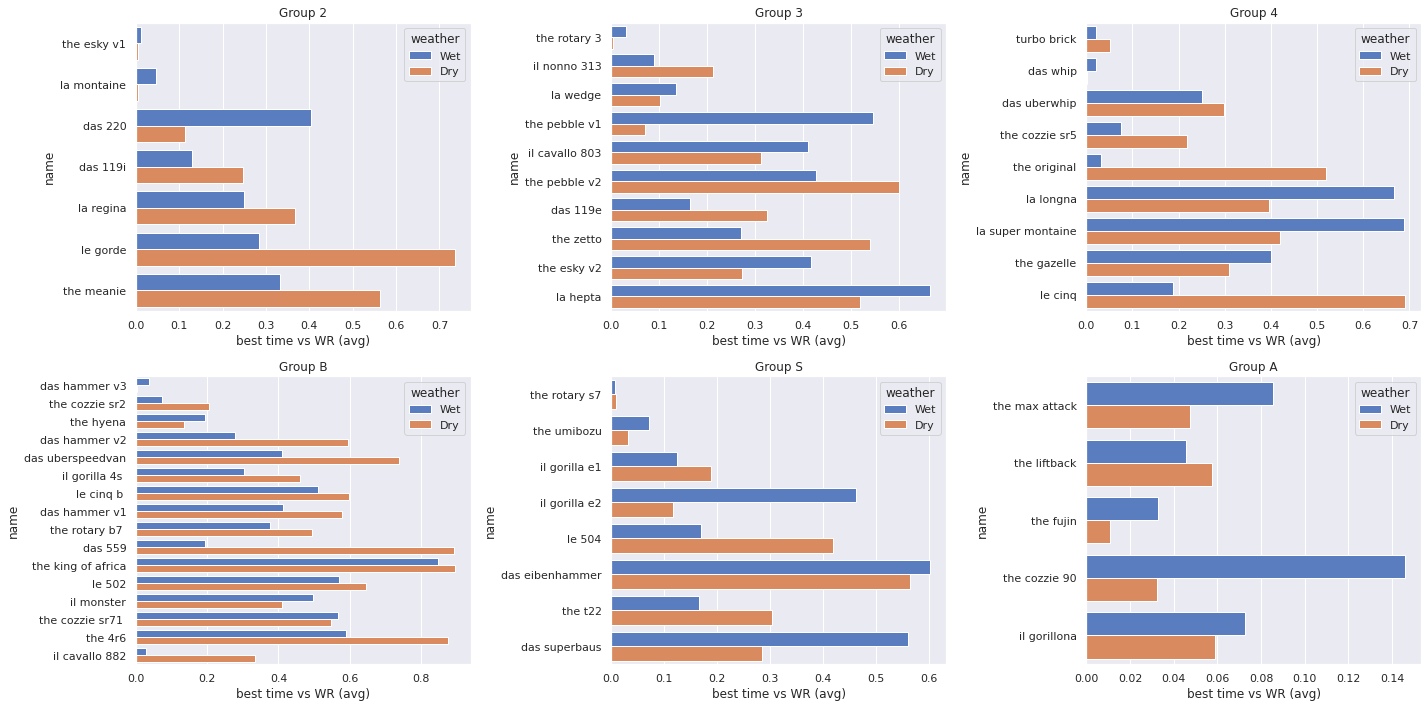 Group 2
the esky v1
la montaine
das 220
das 119i
la regina
le gorde
the meanie
name
weather
Wet
Dry
0.0 0.1 0.2 0.3 0.4 0.5 0.6 0.7
best time vs WR (avg)
Group 3
the rotary 3
il nonno 313
la wedge
the pebble v1
il cavallo 803
the pebble v2
das 119e
the zetto
the esky v2
la hepta
name
weather
Wet
Dry
0.0 0.1 0.2 0.3 0.4 0.5 0.6
best time vs WR (avg)
Group 4
turbo brick
das whip
das uberwhip
the cozzie sr5
the original
la longna
la super montaine
the gazelle
le cinq
name
weather
Wet
Dry
0.0 0.1 0.2 0.3 0.4 0.5 0.6 0.7
best time vs WR (avg)
Group B
das hammer v3
the cozzie sr2
the hyena
das hammer v2
das uberspeedvan
il gorilla 4s
le cinq b
das hammer v1
the rotary b7
das 559
the king of africa
le 502
il monster
the cozzie sr71
the 4r6
il cavallo 882
name
weather
Wet
Dry
0.0 0.2 0.4 0.6 0.8
best time vs WR (avg)
Group S
the rotary s7
the umibozu
il gorilla e1
il gorilla e2
le 504
das eibenhammer
the t22
das superbaus
name
weather
Wet
Dry
0.0 0.1 0.2 0.3 0.4 0.5 0.6
best time vs WR (avg)
Group A
the max attack
the liftback
the fujin
the cozzie 90
il gorillona
name
weather
Wet
Dry
0.00 0.02 0.04 0.06 0.08 0.10 0.12 0.14
best time vs WR (avg)